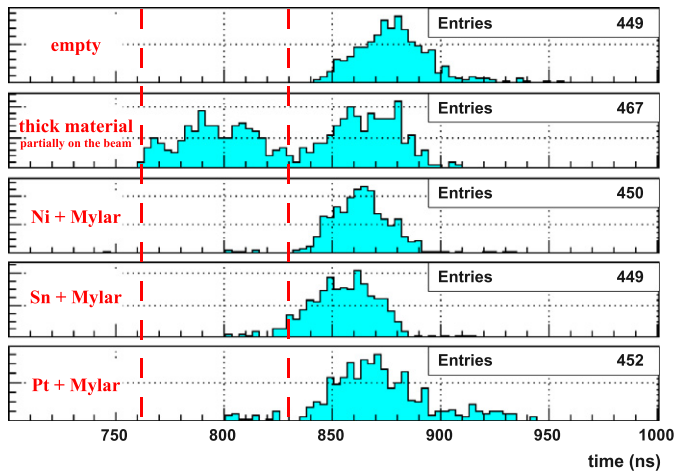 empty
Entries 449
thick material
partially on the beam
Entries 467
Ni + Mylar
Entries 450
Sn + Mylar
Entries 449
Pt + Mylar
Entries 452
750 800 850 900 950 1000
time (ns)